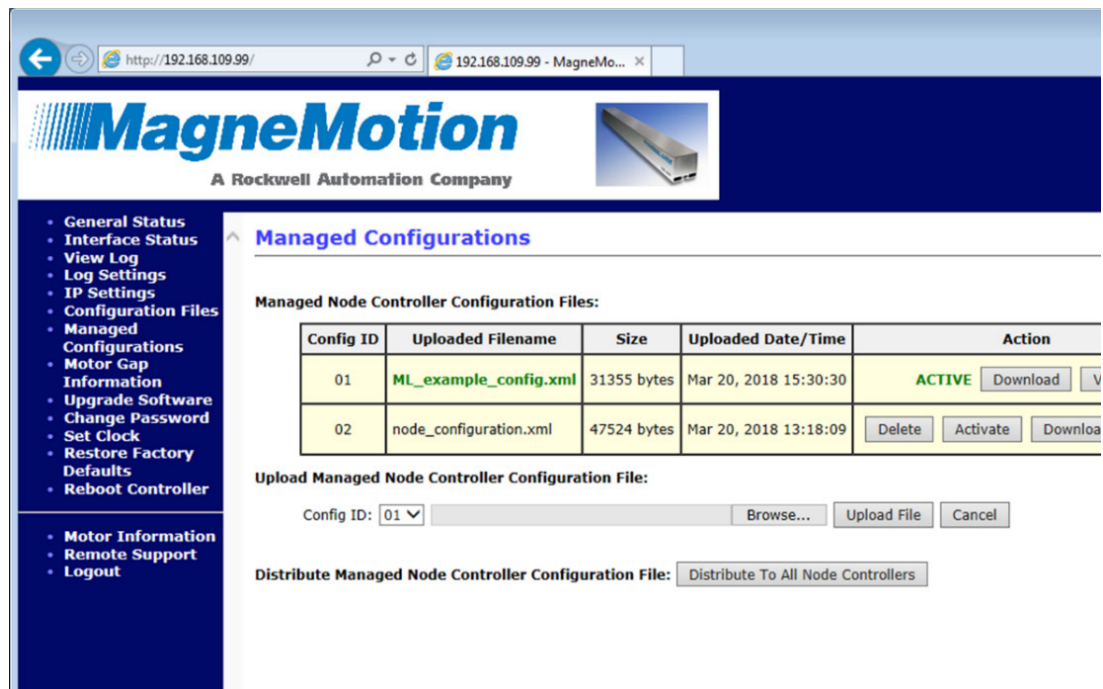 http://192.168.109.99/
192.168.109.99 - MagneMo...
MagneMotion
A Rockwell Automation Company
General Status
Interface Status
View Log
Log Settings
IP Settings
Configuration Files
Managed
Configurations
Motor Gap
Information
Upgrade Software
Change Password
Set Clock
Restore Factory
Defaults
Reboot Controller
Motor Information
Remote Support
Logout
Managed Configurations
Managed Node Controller Configuration Files:
Config ID Uploaded Filename Size Uploaded Date/Time Action
01 ML_example_config.xml 31355 bytes Mar 20, 2018 15:30:30 ACTIVE Download V
02 node_configuration.xml 47524 bytes Mar 20, 2018 13:18:09 Delete Activate Downloa
Upload Managed Node Controller Configuration File:
Config ID: 01 Browse... Upload File Cancel
Distribute Managed Node Controller Configuration File: Distribute To All Node Controllers